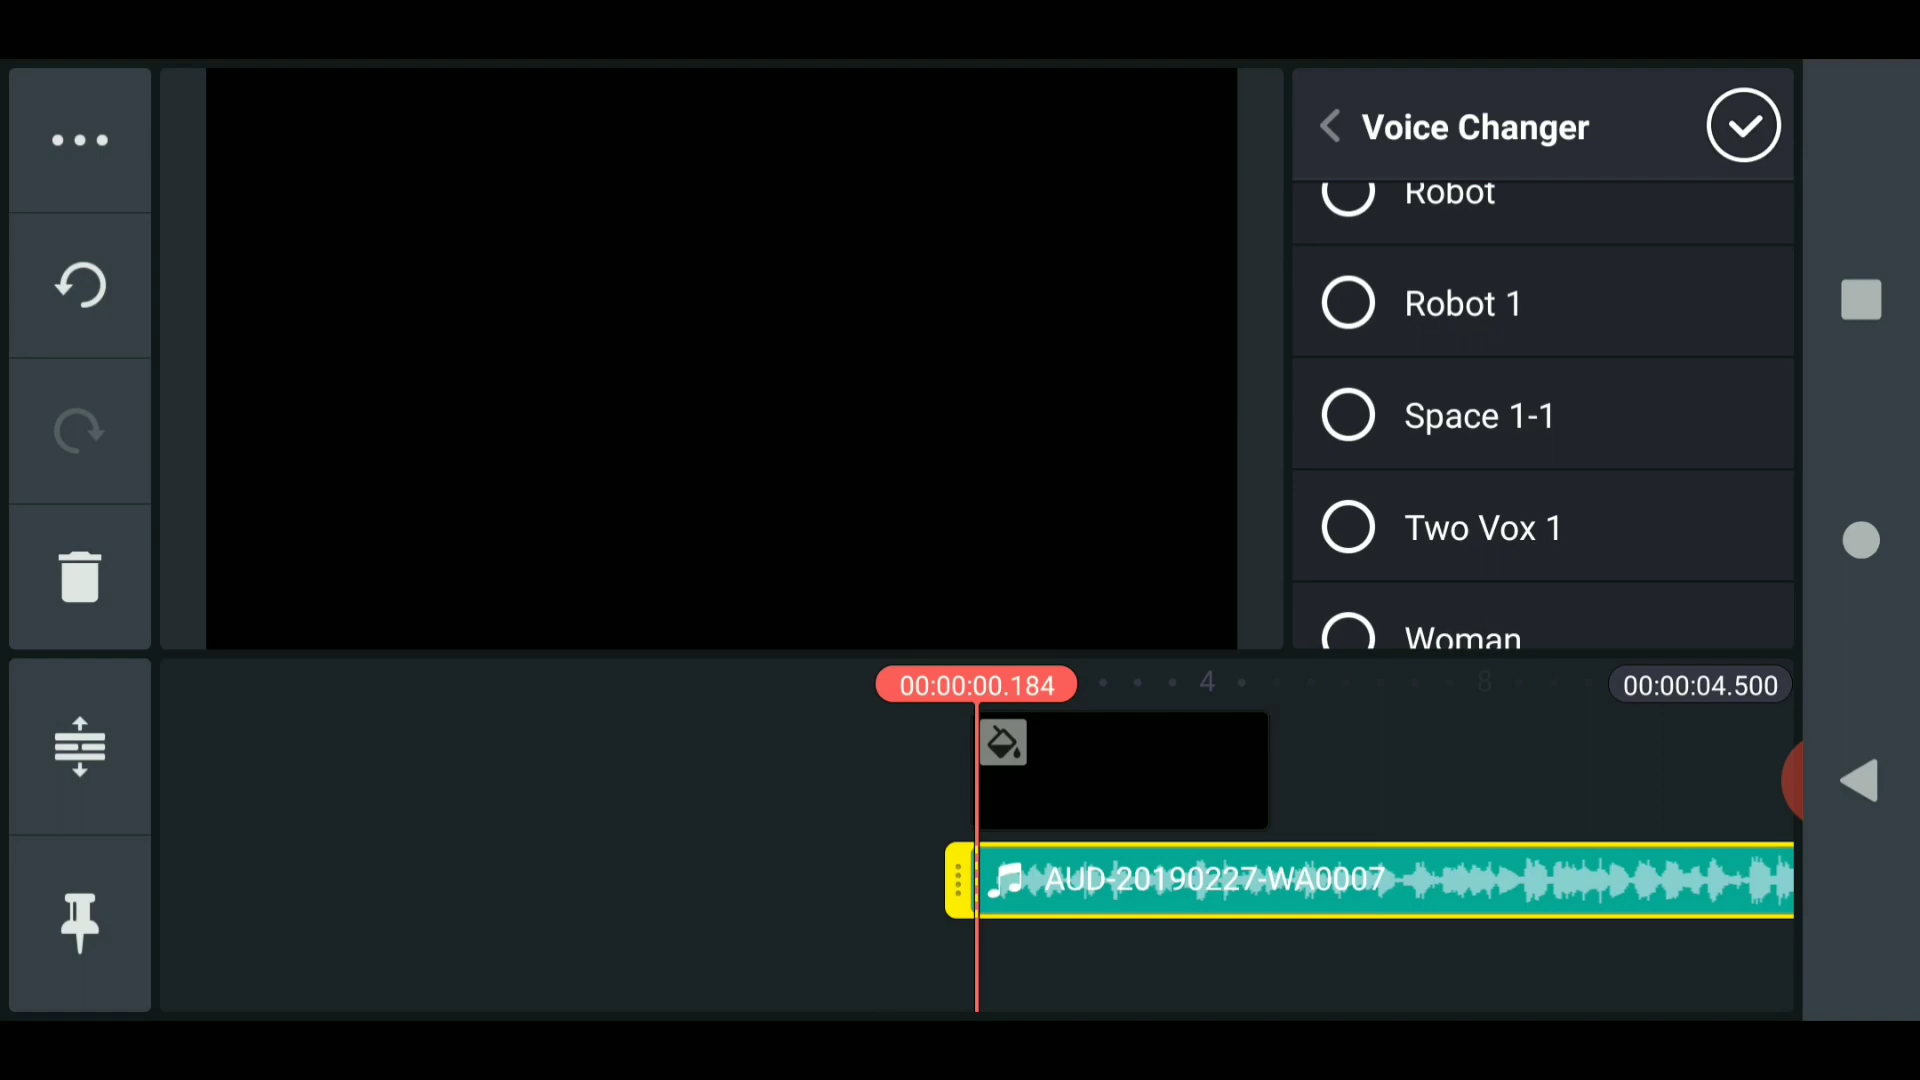 Voice Changer
Robot
Robot 1
Space 1-1
Two Vox 1
Woman
00:00:00.184
4
8
00:00:04.500
AUD-20190227-WA0007